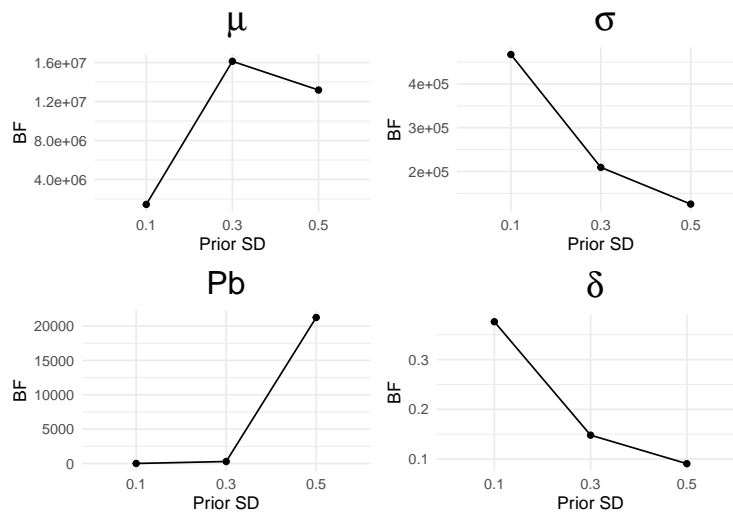 μ
1.6e+07
1.2e+07
8.0e+06
4.0e+06
BF
0.1 0.3 0.5
Prior SD
σ
4e+05
3e+05
2e+05
BF
0.1 0.3 0.5
Prior SD
Pb
20000
15000
10000
5000
0
BF
0.1 0.3 0.5
Prior SD
δ
0.3
0.2
0.1
BF
0.1 0.3 0.5
Prior SD